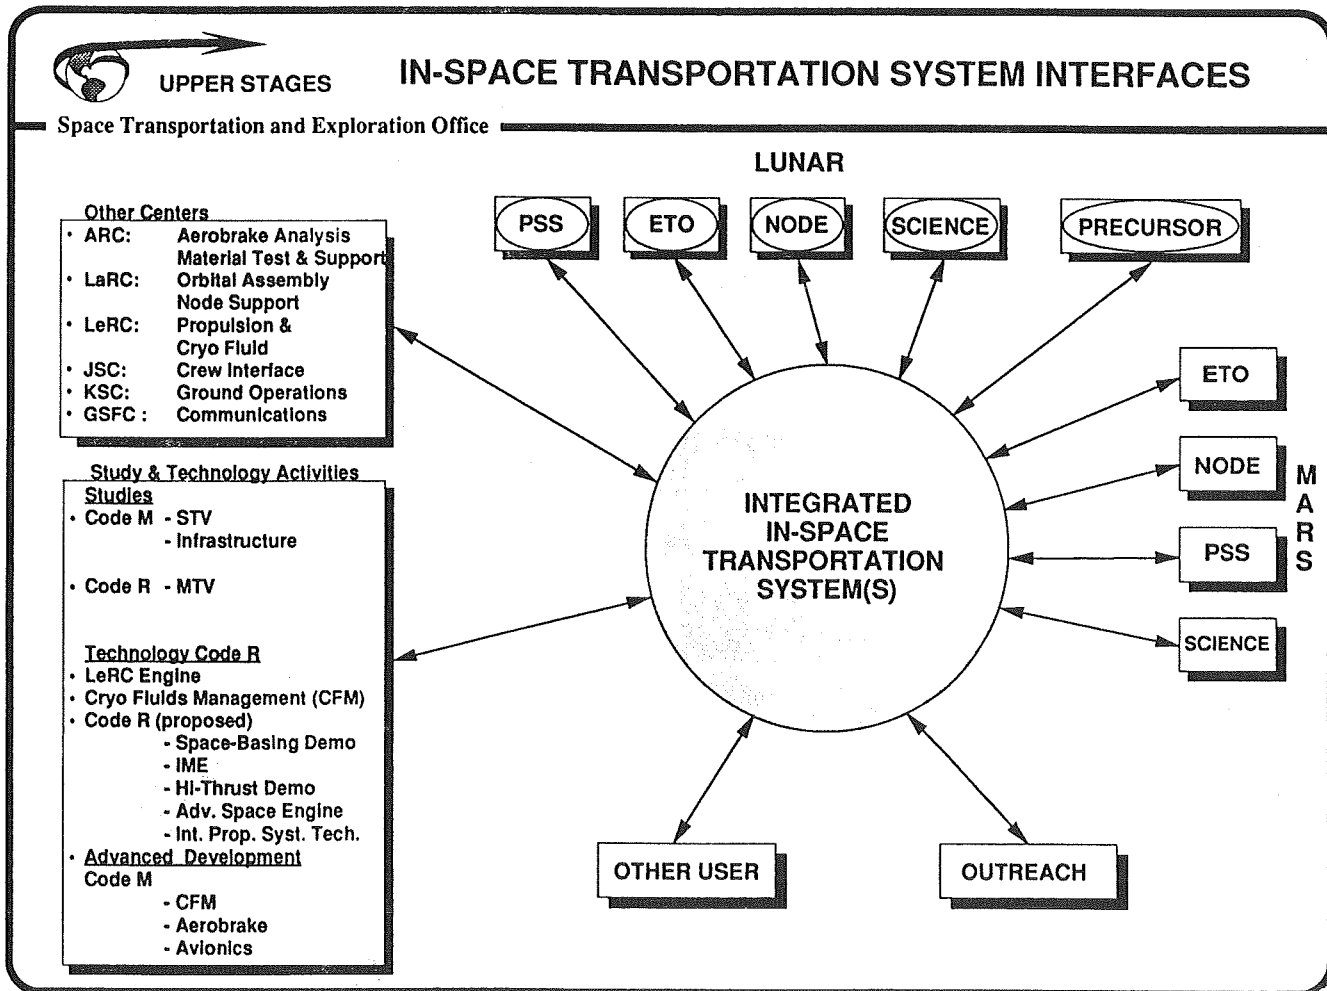 UPPER STAGES
IN-SPACE TRANSPORTATION SYSTEM INTERFACES
Space Transportation and Exploration Office
LUNAR
Other Centers
• ARC: Aerobrake Analysis
Material Test & Support
• LaRC: Orbital Assembly
Node Support
• LeRC: Propulsion &
Cryo Fluid
• JSC: Crew Interface
• KSC: Ground Operations
• GSFC : Communications
Study & Technology Activities
Studies
• Code M - STV
- Infrastructure
• Code R - MTV
Technology Code R
• LeRC Engine
• Cryo Fluids Management (CFM)
• Code R (proposed)
- Space-Basing Demo
- IME
- Hi-Thrust Demo
- Adv. Space Engine
- Int. Prop. Syst. Tech.
• Advanced Development
Code M
- CFM
- Aerobrake
- Avionics
PSS
ETO
NODE
SCIENCE
PRECURSOR
INTEGRATED
IN-SPACE
TRANSPORTATION
SYSTEM(S)
MARS
ETO
NODE
PSS
SCIENCE
OTHER USER
OUTREACH